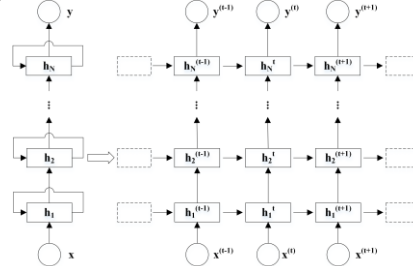 y y^(t-1) y^(t) y^(t+1)
h_N h_N^(t-1) h_N^t h_N^(t+1)
... ... ... ...
h_2 h_2^(t-1) h_2^t h_2^(t+1)
h_1 h_1^(t-1) h_1^t h_1^(t+1)
x x^(t-1) x^(t) x^(t+1)